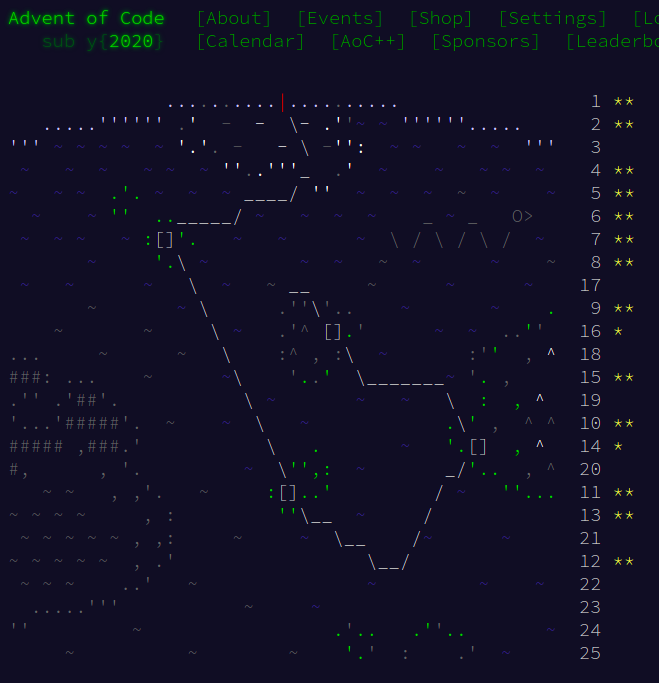 Advent of Code [About] [Events] [Shop] [Settings] [Lo
sub y{2020} [Calendar] [AoC++] [Sponsors] [Leaderbo
1 **
2 **
3
4 **
5 **
O> 6 **
[] 7 **
8 **
17
9 **
[] 16 *
18
###: 15 **
##'. 19
##### 10 **
##### ,###.' [] 14 *
#, 20
[] 11 **
13 **
21
12 **
22
23
24
25